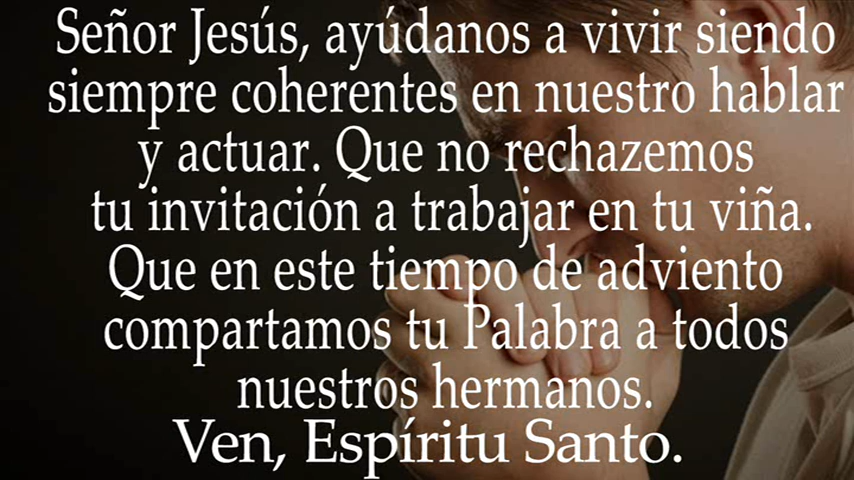 Señor Jesús, ayúdanos a vivir siendo
siempre coherentes en nuestro hablar
y actuar. Que no rechazemos
tu invitación a trabajar en tu viña.
Que en este tiempo de adviento
compartamos tu Palabra a todos
nuestros hermanos.
Ven, Espíritu Santo.